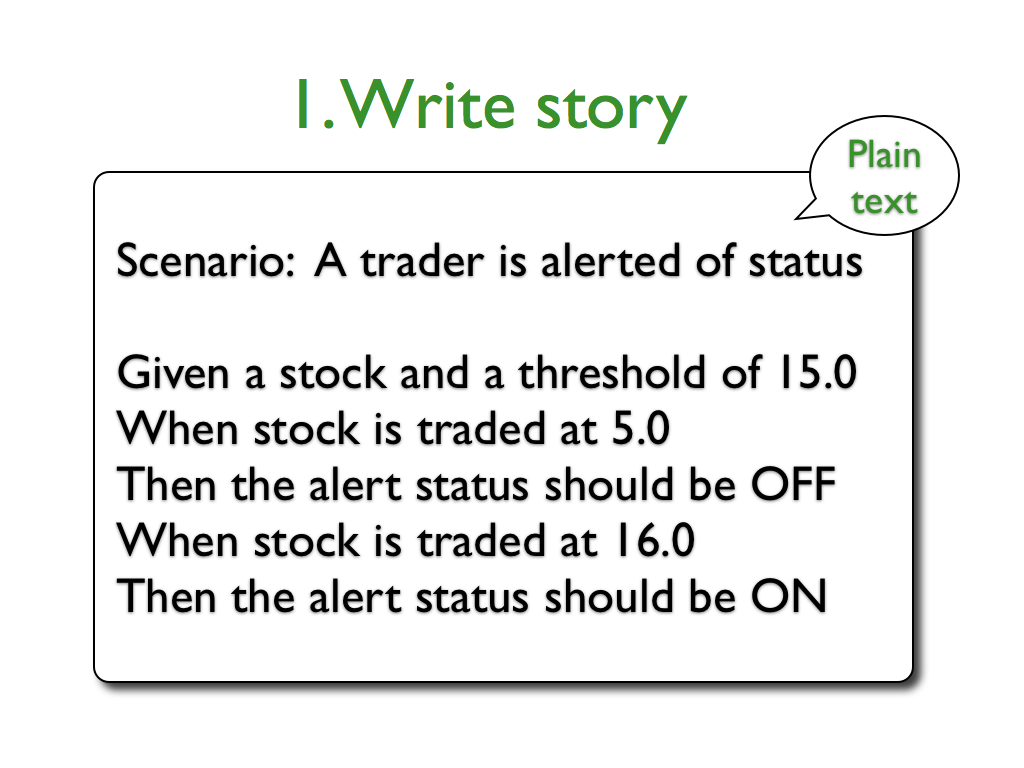 1. Write story
Plain
text
Scenario: A trader is alerted of status
Given a stock and a threshold of 15.0
When stock is traded at 5.0
Then the alert status should be OFF
When stock is traded at 16.0
Then the alert status should be ON